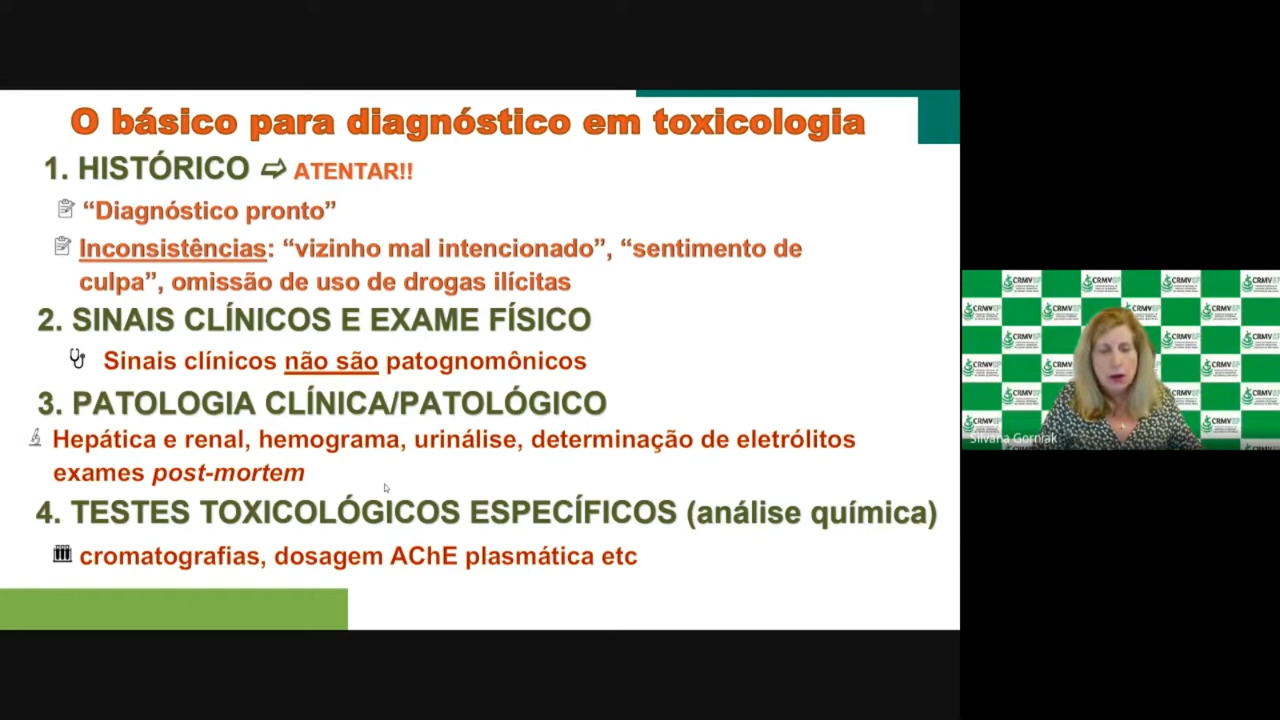 O básico para diagnóstico em toxicologia
1. HISTÓRICO ⇨ ATENTAR!!
“Diagnóstico pronto”
Inconsistências: “vizinho mal intencionado”, “sentimento de
culpa”, omissão de uso de drogas ilícitas
2. SINAIS CLÍNICOS E EXAME FÍSICO
Sinais clínicos não são patognomônicos
3. PATOLOGIA CLÍNICA/PATOLÓGICO
Hepática e renal, hemograma, urinálise, determinação de eletrólitos
exames post-mortem
4. TESTES TOXICOLÓGICOS ESPECÍFICOS (análise química)
cromatografias, dosagem AChE plasmática etc
CRMVSP
Silvana Gorniak